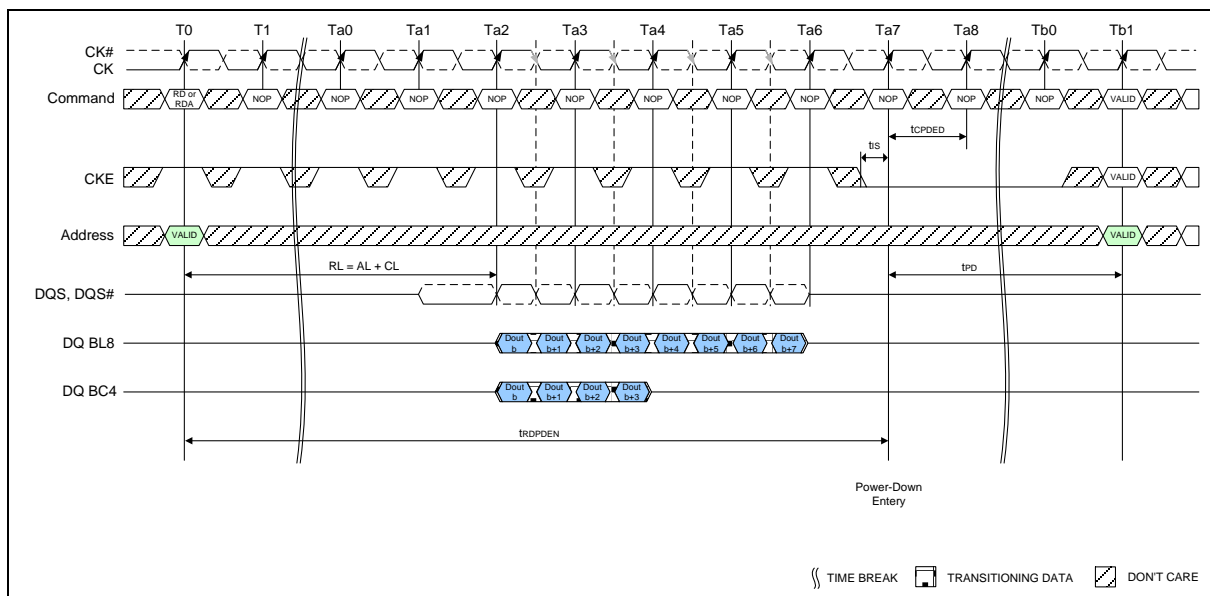 T0 T1 Ta0 Ta1 Ta2 Ta3 Ta4 Ta5 Ta6 Ta7 Ta8 Tb0 Tb1
CK#
CK
Command RD or RDA NOP NOP NOP NOP NOP NOP NOP NOP NOP NOP NOP VALID
tCPDED
tIS
CKE VALID
Address VALID VALID
RL = AL + CL tPD
DQS, DQS#
DQ BL8 Dout b Dout b+1 Dout b+2 Dout b+3 Dout b+4 Dout b+5 Dout b+6 Dout b+7
DQ BC4 Dout b Dout b+1 Dout b+2 Dout b+3
tRDPDEN
Power-Down
Entery
TIME BREAK TRANSITIONING DATA DON'T CARE